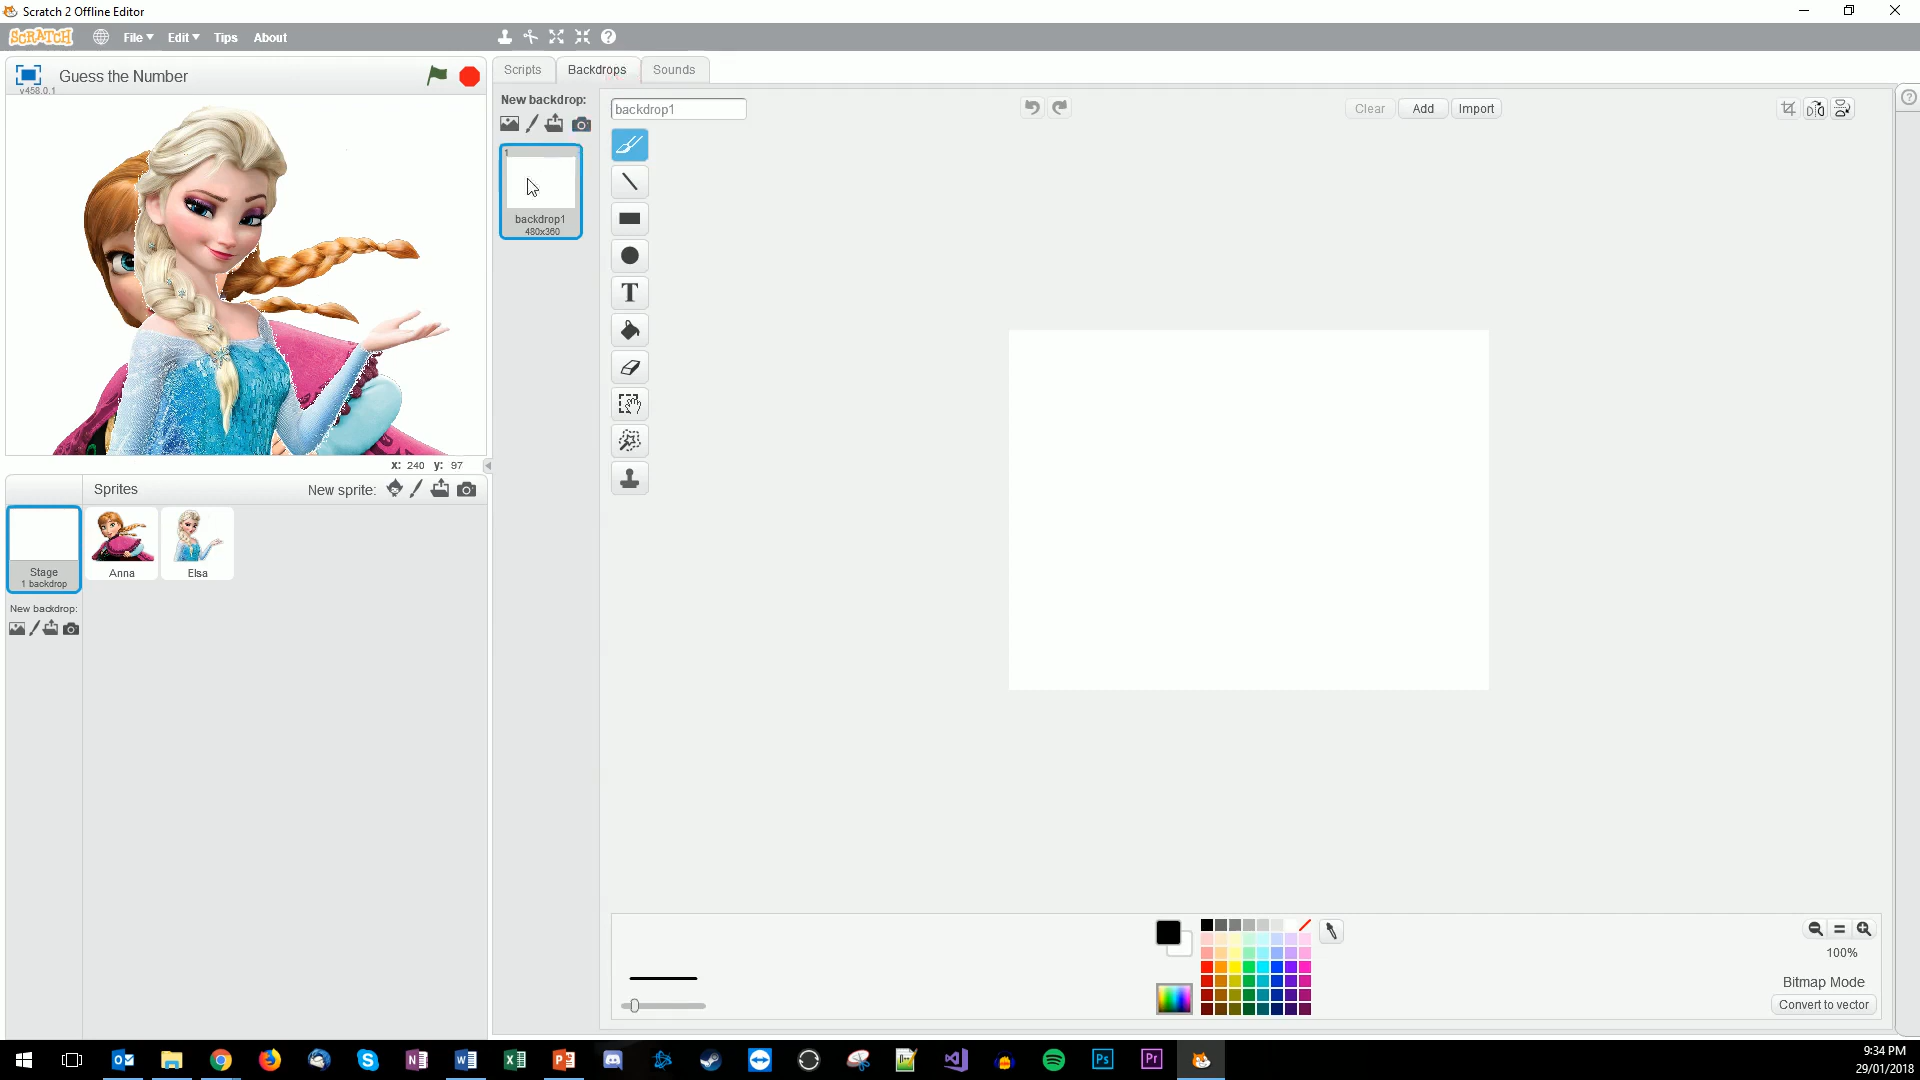 Scratch 2 Offline Editor
SCRATCH File Edit Tips About
Guess the Number
v458.0.1
Scripts Backdrops Sounds
New backdrop:
backdrop1
Clear Add Import
1
backdrop1
480x360
T
x: 240 y: 97
Sprites New sprite:
Stage
1 backdrop
Anna Elsa
New backdrop:
100%
Bitmap Mode
Convert to vector
9:34 PM
29/01/2018